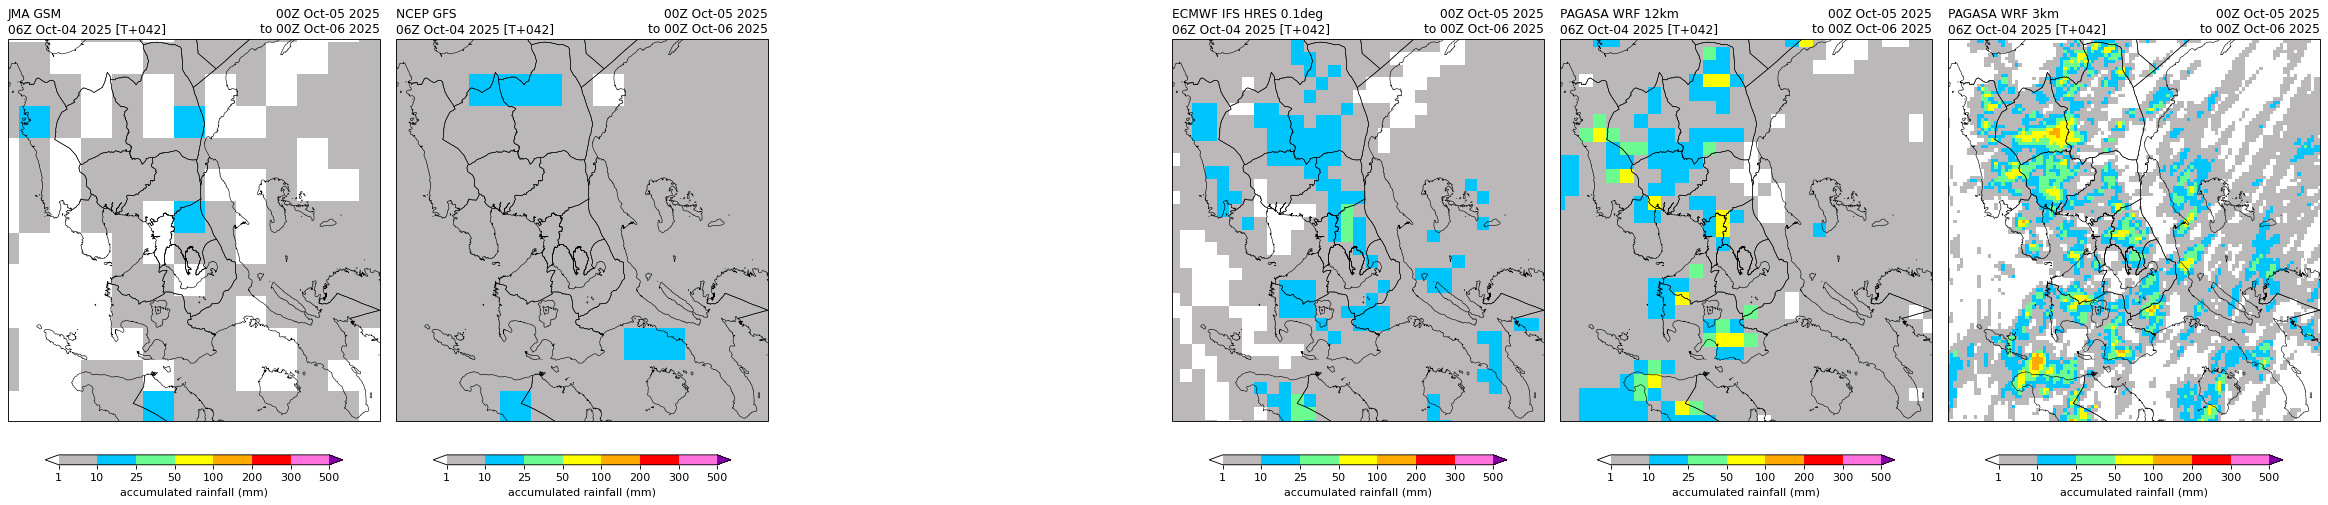 JMA GSM 00Z Oct-05 2025
06Z Oct-04 2025 [T+042] to 00Z Oct-06 2025
NCEP GFS 00Z Oct-05 2025
06Z Oct-04 2025 [T+042] to 00Z Oct-06 2025
ECMWF IFS HRES 0.1deg 00Z Oct-05 2025
06Z Oct-04 2025 [T+042] to 00Z Oct-06 2025
PAGASA WRF 12km 00Z Oct-05 2025
06Z Oct-04 2025 [T+042] to 00Z Oct-06 2025
PAGASA WRF 3km 00Z Oct-05 2025
06Z Oct-04 2025 [T+042] to 00Z Oct-06 2025
1 10 25 50 100 200 300 500
accumulated rainfall (mm)
1 10 25 50 100 200 300 500
accumulated rainfall (mm)
1 10 25 50 100 200 300 500
accumulated rainfall (mm)
1 10 25 50 100 200 300 500
accumulated rainfall (mm)
1 10 25 50 100 200 300 500
accumulated rainfall (mm)